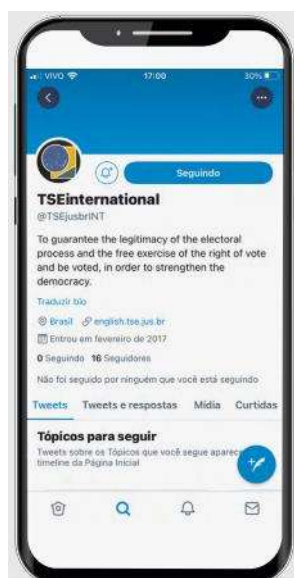 VIVO 17:00 30%
Seguindo
TSEinternational
@TSEjusbrINT
To guarantee the legitimacy of the electoral
process and the free exercise of the right of vote
and be voted, in order to strengthen the
democracy.
Traduzir bio
Brasil english.tse.jus.br
Entrou em fevereiro de 2017
0 Seguindo 16 Seguidores
Não foi seguido por ninguém que você está seguindo
Tweets Tweets e respostas Mídia Curtidas
Tópicos para seguir
Tweets sobre os Tópicos que você segue aparece
timeline da Página Inicial